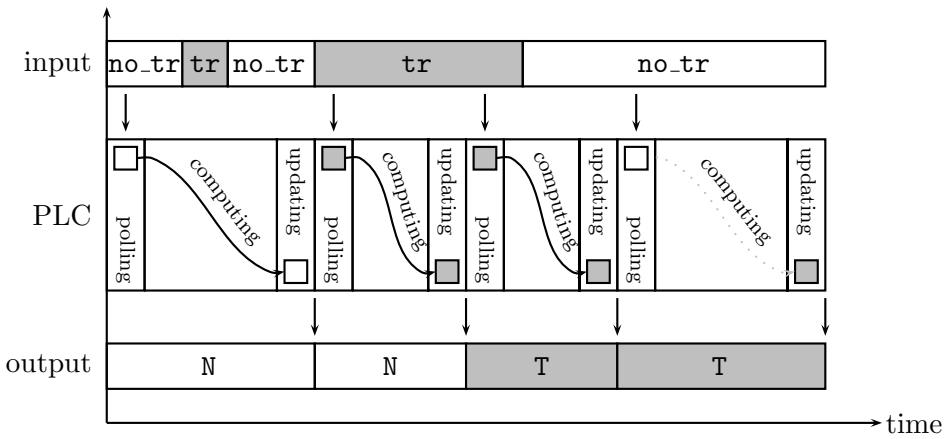 input
no_tr
tr
no_tr
tr
no_tr
PLC
polling
computing
updating
polling
computing
updating
polling
computing
updating
polling
computing
updating
output
N
N
T
T
time